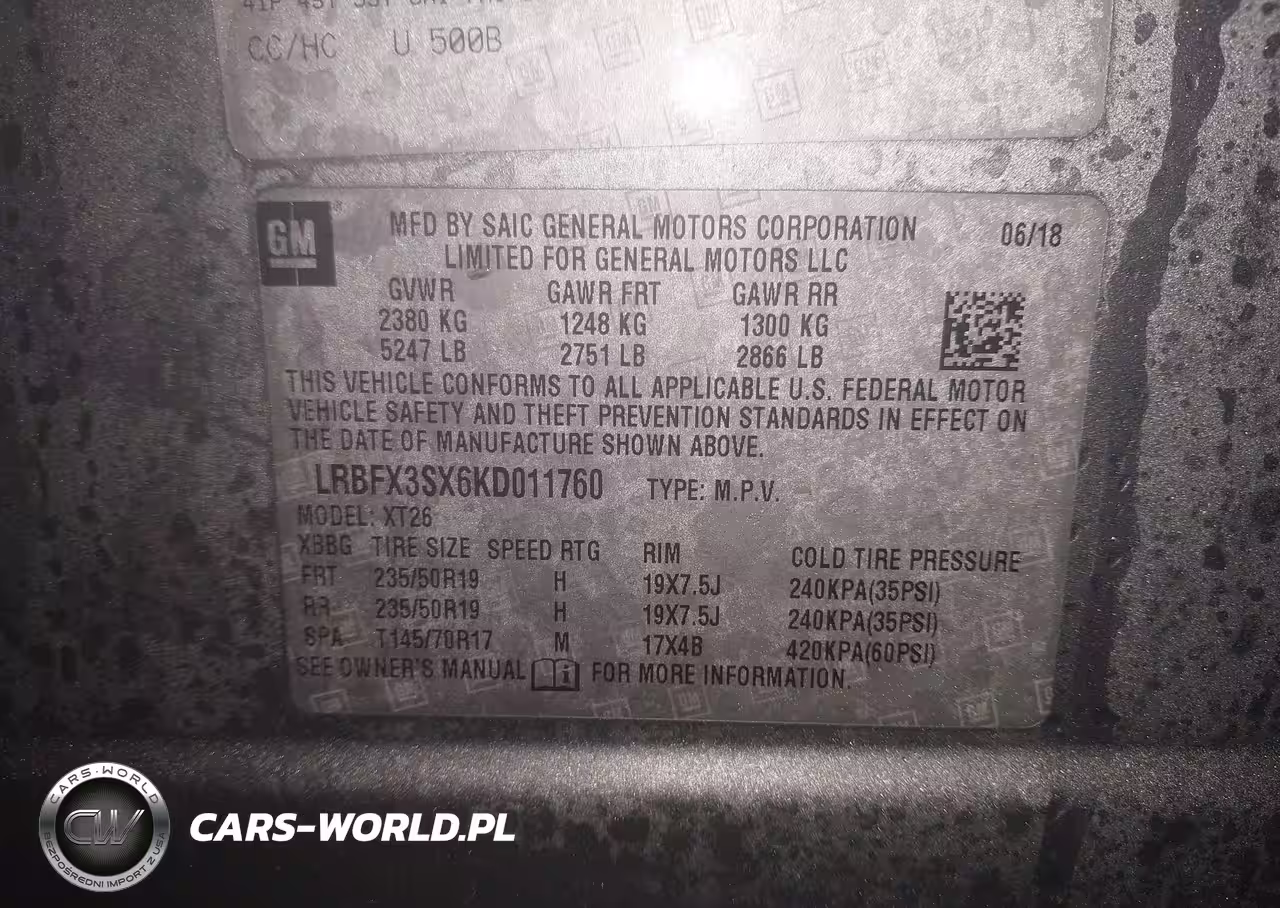 CC/HC U 500B
GM
MFD BY SAIC GENERAL MOTORS CORPORATION 06/18
LIMITED FOR GENERAL MOTORS LLC
GVWR GAWR FRT GAWR RR
2380 KG 1248 KG 1300 KG
5247 LB 2751 LB 2866 LB
THIS VEHICLE CONFORMS TO ALL APPLICABLE U.S. FEDERAL MOTOR
VEHICLE SAFETY AND THEFT PREVENTION STANDARDS IN EFFECT ON
THE DATE OF MANUFACTURE SHOWN ABOVE.
LRBFX3SX6KD011760 TYPE: M.P.V.
MODEL: XT26
XBBG TIRE SIZE SPEED RTG RIM COLD TIRE PRESSURE
FRT 235/50R19 H 19X7.5J 240KPA(35PSI)
RR 235/50R19 H 19X7.5J 240KPA(35PSI)
SPA T145/70R17 M 17X4B 420KPA(60PSI)
SEE OWNER'S MANUAL FOR MORE INFORMATION.
CARS-WORLD
CW
BEZPOŚREDNI IMPORT Z USA
CARS-WORLD.PL